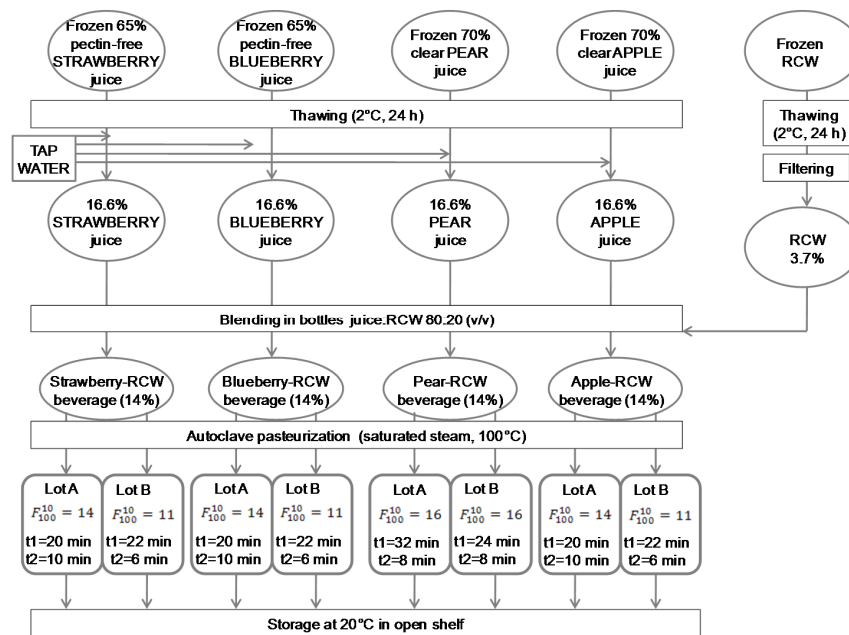 Frozen 65%
pectin-free
STRAWBERRY
juice
Frozen 65%
pectin-free
BLUEBERRY
juice
Frozen 70%
clear PEAR
juice
Frozen 70%
clear APPLE
juice
Frozen
RCW
Thawing (2°C, 24 h)
Thawing
(2°C, 24 h)
TAP
WATER
Filtering
16.6%
STRAWBERRY
juice
16.6%
BLUEBERRY
juice
16.6%
PEAR
juice
16.6%
APPLE
juice
RCW
3.7%
Blending in bottles juice:RCW 80:20 (v/v)
Strawberry-RCW
beverage (14%)
Blueberry-RCW
beverage (14%)
Pear-RCW
beverage (14%)
Apple-RCW
beverage (14%)
Autoclave pasteurization (saturated steam, 100°C)
Lot A
F₁₀₀¹⁰ = 14
t1=20 min
t2=10 min
Lot B
F₁₀₀¹⁰ = 11
t1=22 min
t2=6 min
Lot A
F₁₀₀¹⁰ = 14
t1=20 min
t2=10 min
Lot B
F₁₀₀¹⁰ = 11
t1=22 min
t2=6 min
Lot A
F₁₀₀¹⁰ = 16
t1=32 min
t2=8 min
Lot B
F₁₀₀¹⁰ = 16
t1=24 min
t2=8 min
Lot A
F₁₀₀¹⁰ = 14
t1=20 min
t2=10 min
Lot B
F₁₀₀¹⁰ = 11
t1=22 min
t2=6 min
Storage at 20°C in open shelf